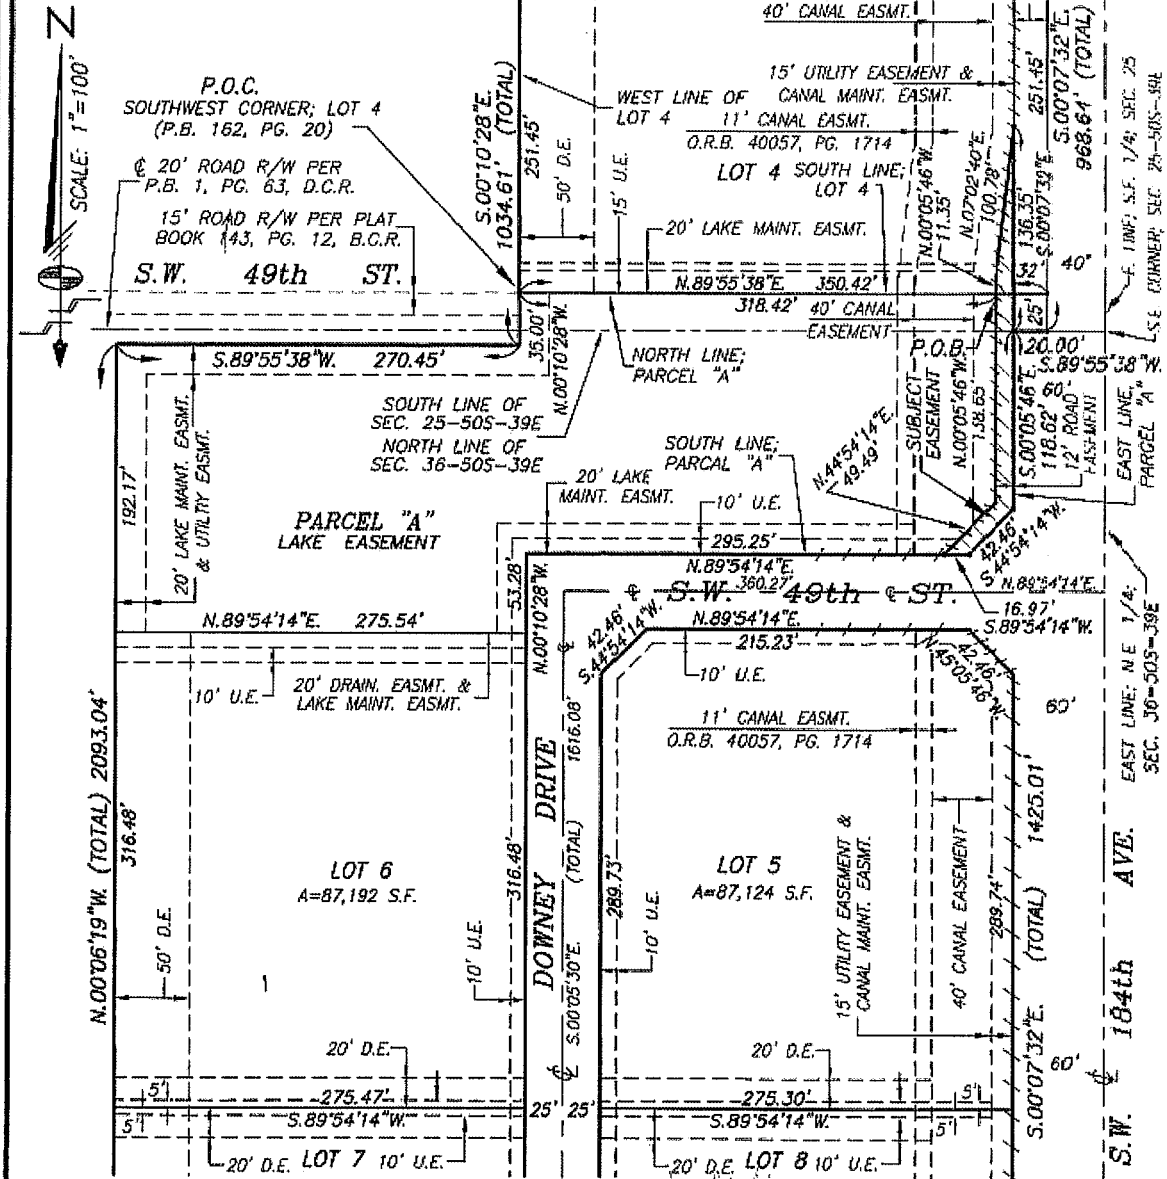 N
SCALE: 1"=100'
P.O.C.
SOUTHWEST CORNER; LOT 4
(P.B. 162, PG. 20)
℄ 20' ROAD R/W PER
P.B. 1, PG. 63, D.C.R.
15' ROAD R/W PER PLAT
BOOK 143, PG. 12, B.C.R.
S.W. 49th ST.
S.00°10'28"E.
1034.61' (TOTAL)
251.45'
50' D.E.
15' U.E.
WEST LINE OF
LOT 4
40' CANAL EASMT.
15' UTILITY EASEMENT &
CANAL MAINT. EASMT.
11' CANAL EASMT.
O.R.B. 40057, PG. 1714
LOT 4
SOUTH LINE;
LOT 4
20' LAKE MAINT. EASMT.
N.00°05'46"W.
11.35'
N.07°02'40"E.
100.78'
136.35'
S.00°07'32"E.
251.45'
S.00°07'32"E.
968.64' (TOTAL)
E. LINE; S.E. 1/4; SEC. 25
S.E. CORNER; SEC. 25-50S-39E
32'
40"
25'
N.89°55'38"E. 350.42'
318.42'
40' CANAL
EASEMENT
35.00'
N.00°10'28"W.
NORTH LINE;
PARCEL "A"
P.O.B.
20.00'
S.89°55'38"W.
S.89°55'38"W. 270.45'
SOUTH LINE OF
SEC. 25-50S-39E
NORTH LINE OF
SEC. 36-50S-39E
192.17'
20' LAKE MAINT. EASMT.
& UTILITY EASMT.
PARCEL "A"
LAKE EASEMENT
20' LAKE
MAINT. EASMT.
SOUTH LINE;
PARCAL "A"
10' U.E.
N.44°54'14"E.
49.49'
SUBJECT
EASEMENT
N.00°05'46"W.
138.65'
S.00°05'46"E.
118.62'
60'
12' ROAD
EASEMENT
EAST LINE,
PARCEL "A"
42.46'
S.44°54'14"W.
295.25'
N.89°54'14"E.
S.W. 49th ℄ ST.
360.27'
℄
N.89°54'14"E.
16.97'
S.89°54'14"W.
EAST LINE; N.E. 1/4;
SEC. 36-50S-39E
N.89°54'14"E. 275.54'
53.28'
N.00°10'28"W.
℄
42.46'
S.44°54'14"W.
N.89°54'14"E.
215.23'
42.46'
N.45°05'46"W.
10' U.E.
20' DRAIN. EASMT. &
LAKE MAINT. EASMT.
10' U.E.
11' CANAL EASMT.
O.R.B. 40057, PG. 1714
60'
N.00°06'19"W. (TOTAL) 2093.04'
316.48'
50' D.E.
LOT 6
A=87,192 S.F.
10' U.E.
316.48'
DOWNEY DRIVE
S.00°05'30"E. (TOTAL) 1616.08'
289.73'
10' U.E.
LOT 5
A=87,124 S.F.
15' UTILITY EASEMENT &
CANAL MAINT. EASMT.
40' CANAL EASEMENT
289.74'
S.00°07'32"E. (TOTAL) 1425.01'
S.W. 184th AVE.
60'
℄
20' D.E.
5'
275.47'
S.89°54'14"W.
5'
℄
25' 25'
20' D.E.
275.30'
5'
S.89°54'14"W.
5'
20' D.E. LOT 7 10' U.E.
20' D.E. LOT 8 10' U.E.